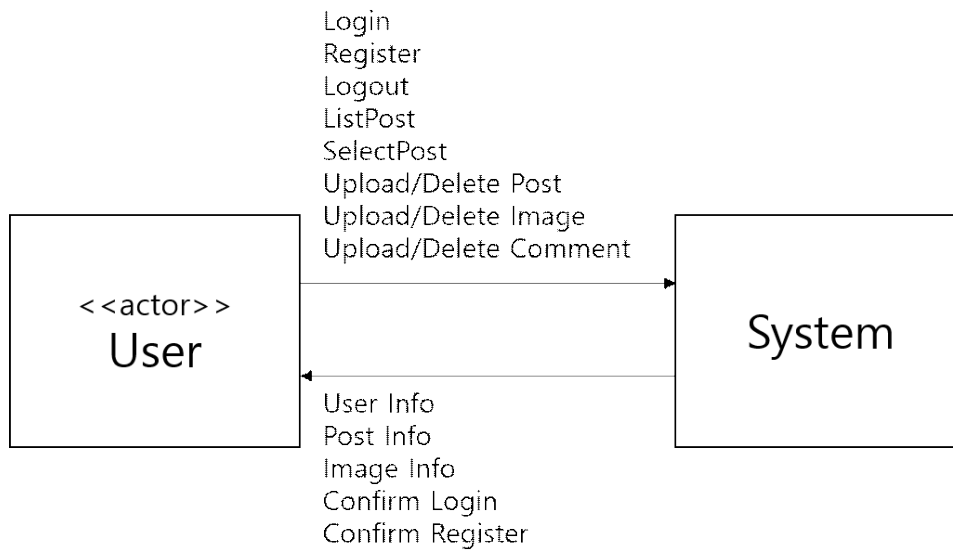 Login
Register
Logout
ListPost
SelectPost
Upload/Delete Post
Upload/Delete Image
Upload/Delete Comment
<<actor>>
User
System
User Info
Post Info
Image Info
Confirm Login
Confirm Register